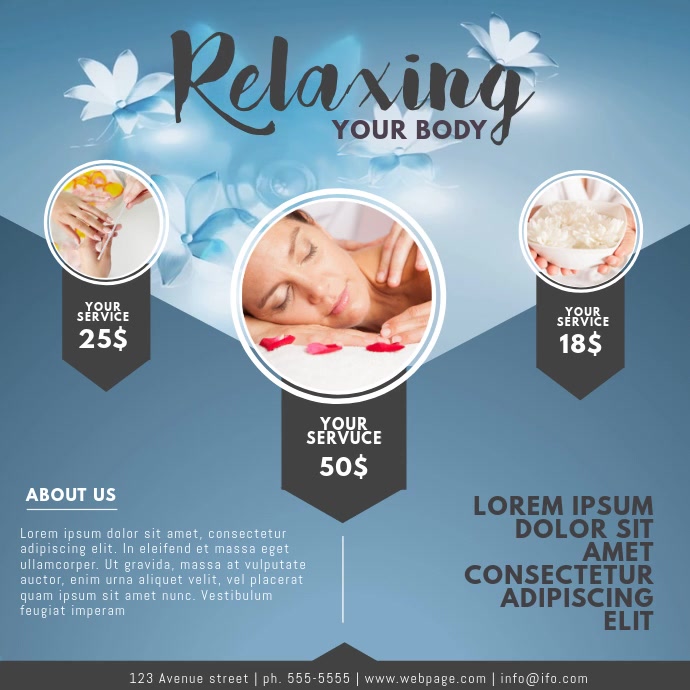 Relaxing
YOUR BODY
YOUR
SERVICE
25$
YOUR
SERVUCE
50$
YOUR
SERVICE
18$
ABOUT US
Lorem ipsum dolor sit amet, consectetur
adipiscing elit. In eleifend et massa eget
ullamcorper. Ut gravida, massa at vulputate
auctor, enim urna aliquet velit, vel placerat
quam ipsum sit amet nunc. Vestibulum
feugiat imperam
LOREM IPSUM
DOLOR SIT
AMET
CONSECTETUR
ADIPISCING
ELIT
123 Avenue street | ph. 555-5555 | www.webpage.com | info@ifo.com